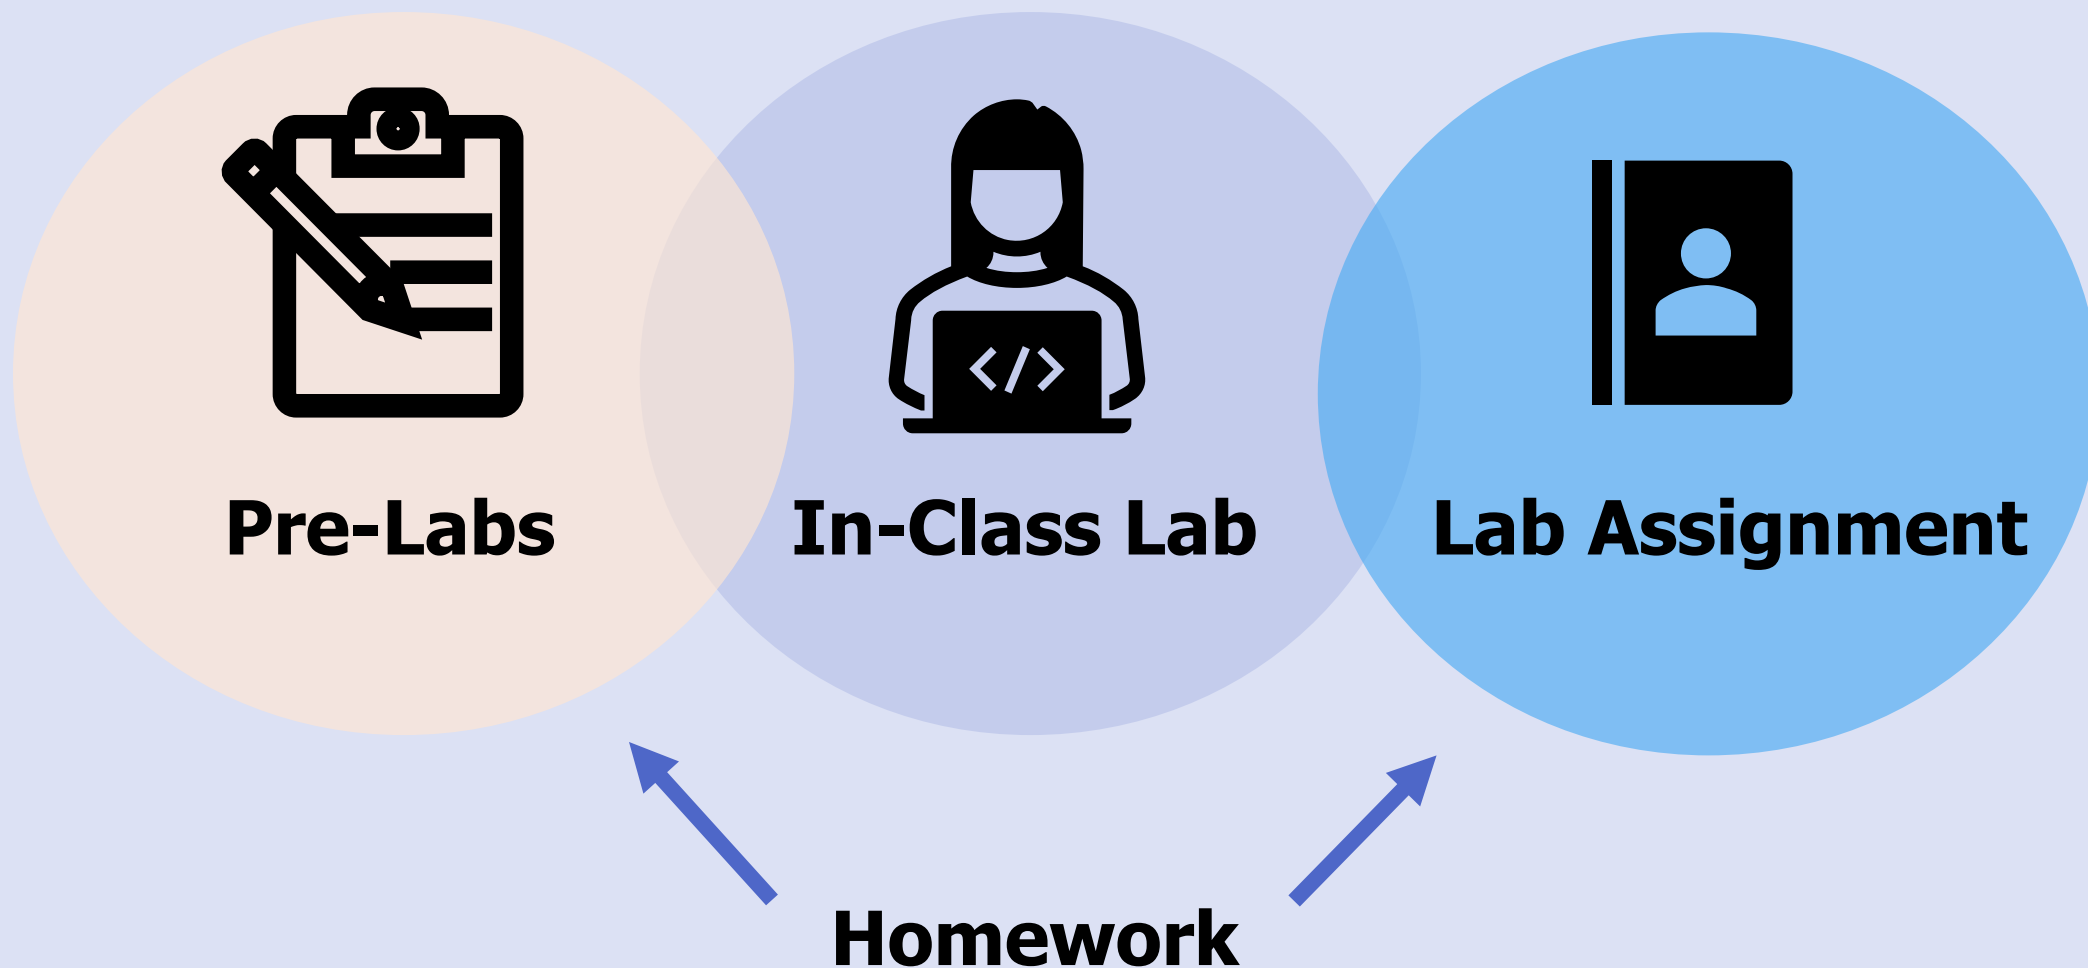 Pre-Labs
In-Class Lab
</>
Lab Assignment
Homework